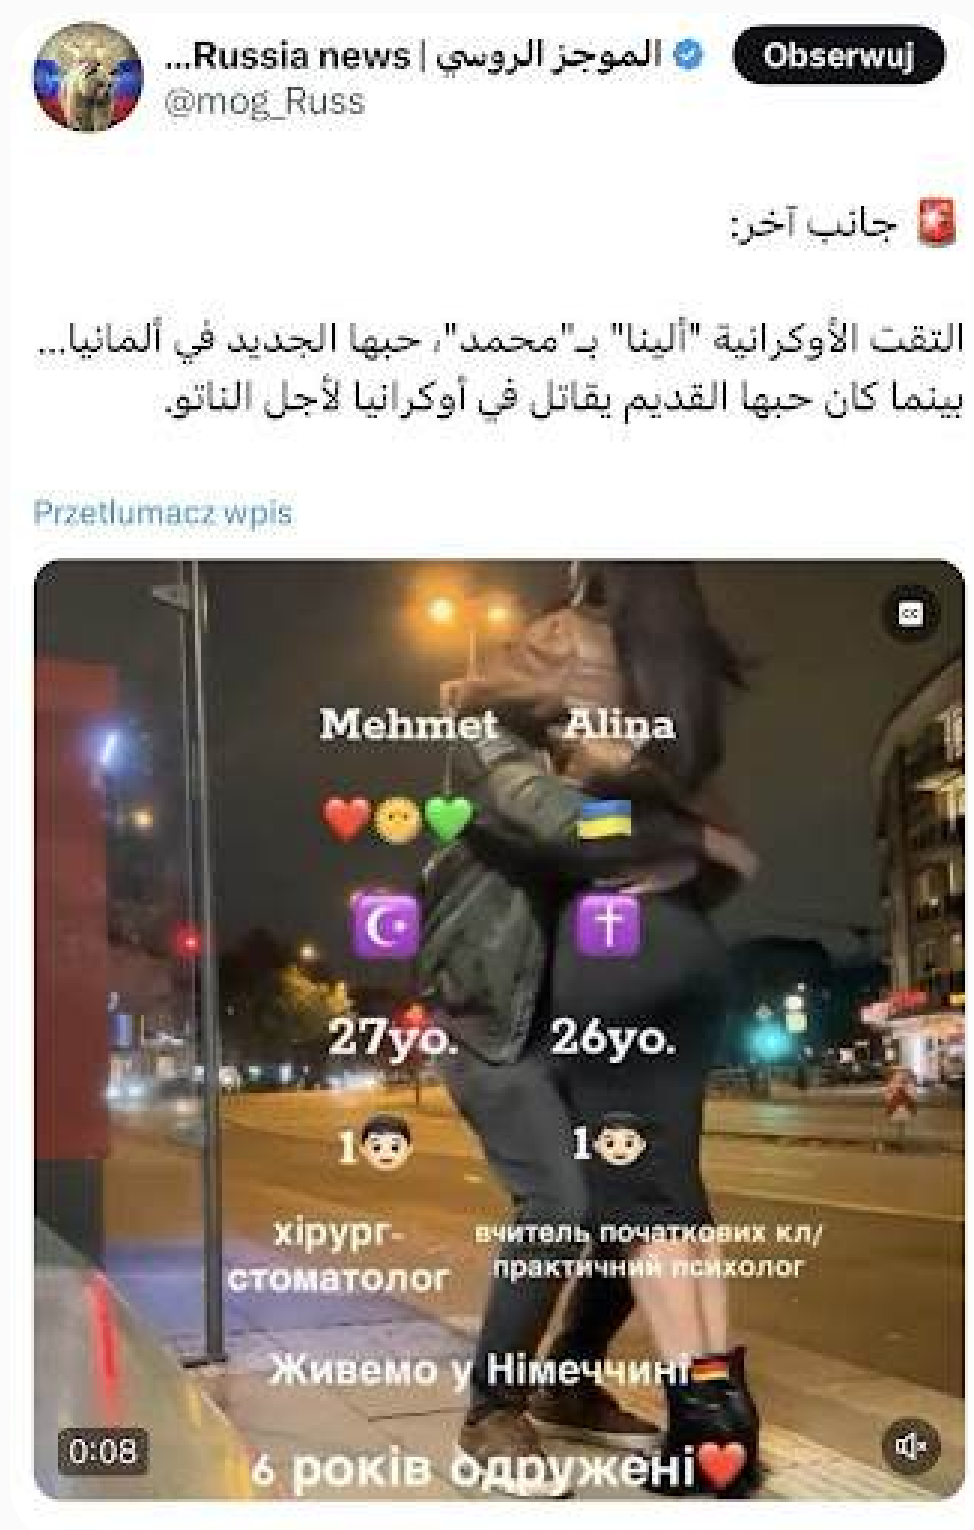 الموجز الروسي | Russia news...
Obserwuj
@mog_Russ
🚨 جانب آخر:
التقت الأوكرانية "ألينا" بـ"محمد"، حبها الجديد في ألمانيا...
بينما كان حبها القديم يقاتل في أوكرانيا لأجل الناتو.
Przetłumacz wpis
CC
Mehmet Alina
27yo. 26yo.
1 1
хірург-
стоматолог
вчитель початкових кл/
практичний психолог
Живемо у Німеччині
6 років одружені
0:08